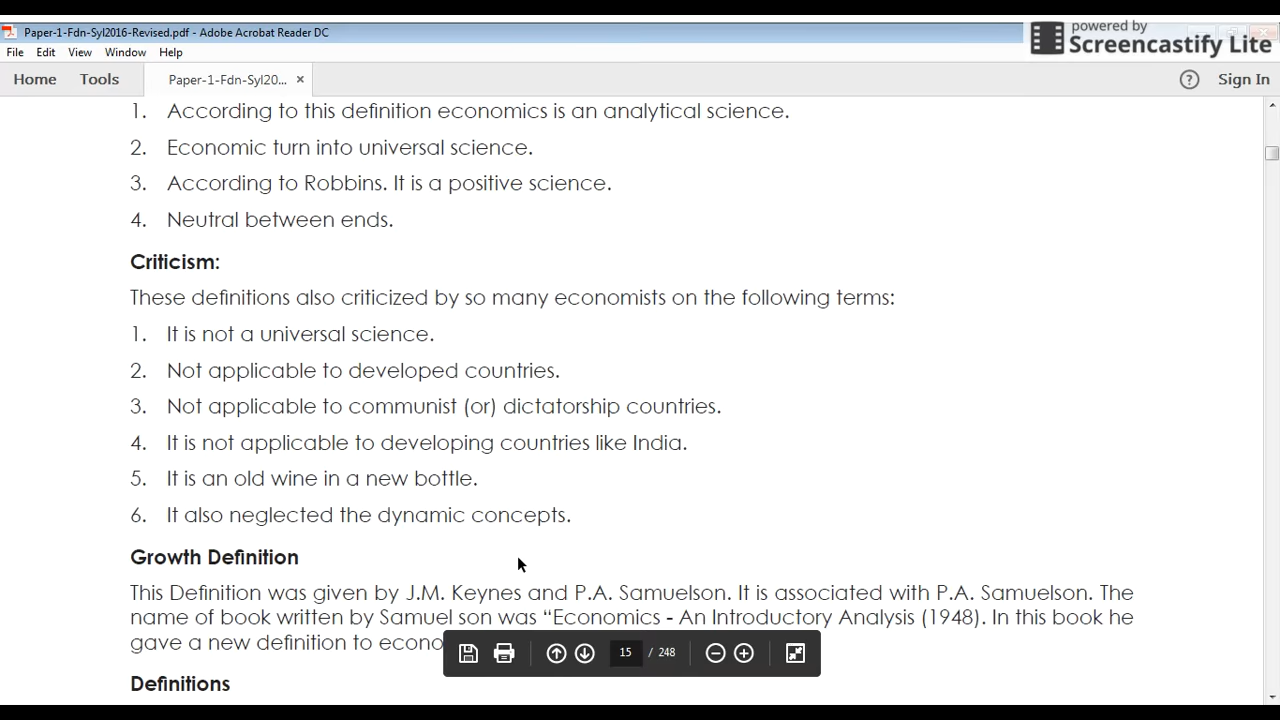 Paper-1-Fdn-Syl2016-Revised.pdf - Adobe Acrobat Reader DC
powered by
Screencastify Lite
File Edit View Window Help
Home Tools Paper-1-Fdn-Syl20... × ? Sign In
1. According to this definition economics is an analytical science.
2. Economic turn into universal science.
3. According to Robbins. It is a positive science.
4. Neutral between ends.
Criticism:
These definitions also criticized by so many economists on the following terms:
1. It is not a universal science.
2. Not applicable to developed countries.
3. Not applicable to communist (or) dictatorship countries.
4. It is not applicable to developing countries like India.
5. It is an old wine in a new bottle.
6. It also neglected the dynamic concepts.
Growth Definition
This Definition was given by J.M. Keynes and P.A. Samuelson. It is associated with P.A. Samuelson. The
name of book written by Samuel son was “Economics - An Introductory Analysis (1948). In this book he
gave a new definition to econo
15 / 248
Definitions